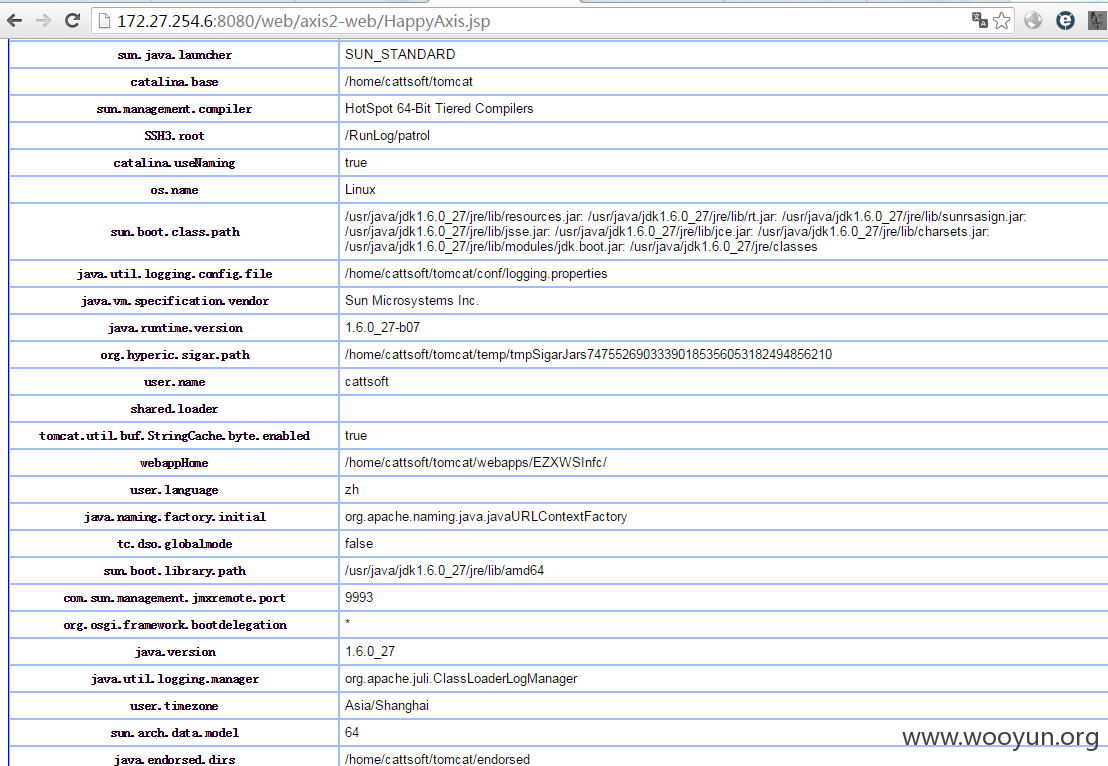 172.27.254.6:8080/web/axis2-web/HappyAxis.jsp
sun.java.launcher SUN_STANDARD
catalina.base /home/cattsoft/tomcat
sun.management.compiler HotSpot 64-Bit Tiered Compilers
SSH3.root /RunLog/patrol
catalina.useNaming true
os.name Linux
sun.boot.class.path /usr/java/jdk1.6.0_27/jre/lib/resources.jar: /usr/java/jdk1.6.0_27/jre/lib/rt.jar: /usr/java/jdk1.6.0_27/jre/lib/sunrsasign.jar:
/usr/java/jdk1.6.0_27/jre/lib/jsse.jar: /usr/java/jdk1.6.0_27/jre/lib/jce.jar: /usr/java/jdk1.6.0_27/jre/lib/charsets.jar:
/usr/java/jdk1.6.0_27/jre/lib/modules/jdk.boot.jar: /usr/java/jdk1.6.0_27/jre/classes
java.util.logging.config.file /home/cattsoft/tomcat/conf/logging.properties
java.vm.specification.vendor Sun Microsystems Inc.
java.runtime.version 1.6.0_27-b07
org.hyperic.sigar.path /home/cattsoft/tomcat/temp/tmpSigarJars74755269033390185356053182494856210
user.name cattsoft
shared.loader
tomcat.util.buf.StringCache.byte.enabled true
webappHome /home/cattsoft/tomcat/webapps/EZXWSInfc/
user.language zh
java.naming.factory.initial org.apache.naming.java.javaURLContextFactory
tc.dso.globalmode false
sun.boot.library.path /usr/java/jdk1.6.0_27/jre/lib/amd64
com.sun.management.jmxremote.port 9993
org.osgi.framework.bootdelegation *
java.version 1.6.0_27
java.util.logging.manager org.apache.juli.ClassLoaderLogManager
user.timezone Asia/Shanghai
sun.arch.data.model 64
java.endorsed.dirs /home/cattsoft/tomcat/endorsed
www.wooyun.org